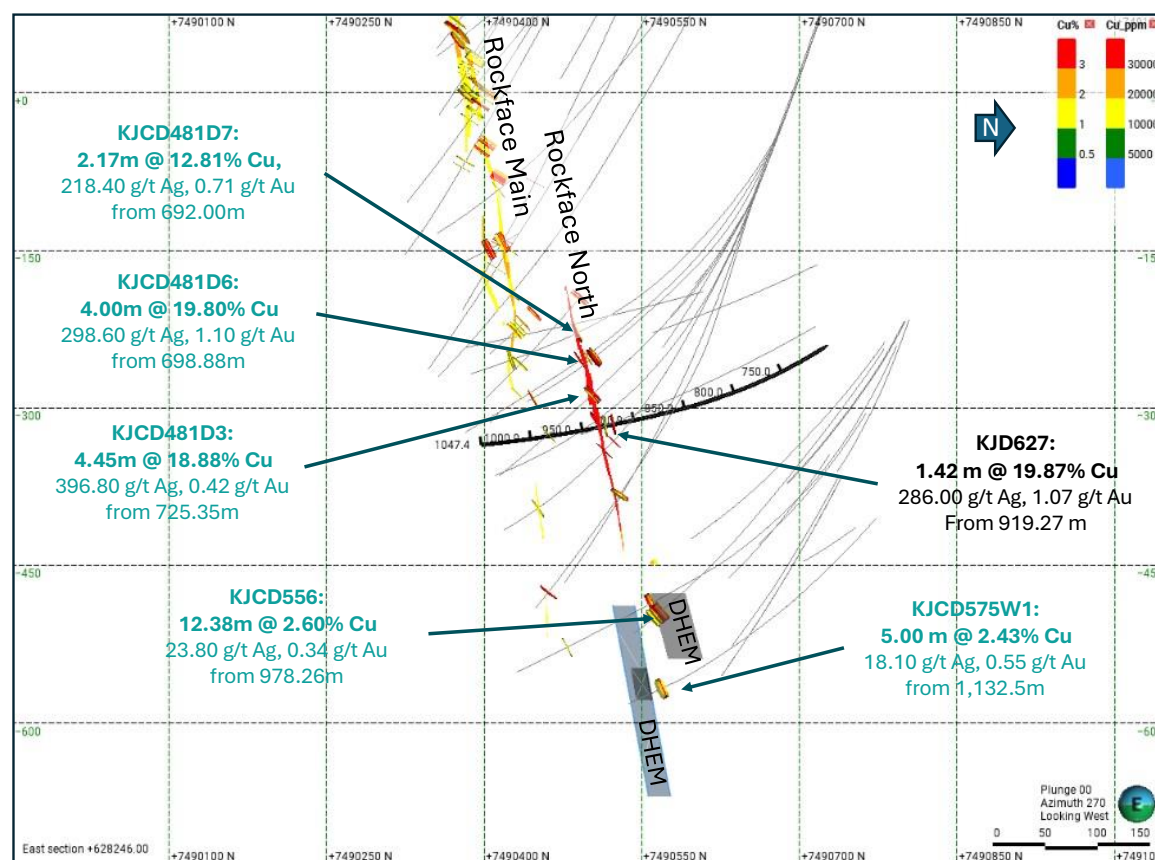 +7490100 N
+7490250 N
+7490400 N
+7490550 N
+7490700 N
+7490850 N
Cu%
Cu_ppm
3
30000
2
20000
1
10000
0.5
5000
N
+0
Rockface Main
Rockface North
KJCD481D7:
2.17m @ 12.81% Cu,
218.40 g/t Ag, 0.71 g/t Au
from 692.00m
-150
-15
KJCD481D6:
4.00m @ 19.80% Cu
298.60 g/t Ag, 1.10 g/t Au
from 698.88m
750.0
800.0
850.0
950.0
1000.0
1047.4
-300
-30
KJCD481D3:
4.45m @ 18.88% Cu
396.80 g/t Ag, 0.42 g/t Au
from 725.35m
KJD627:
1.42 m @ 19.87% Cu
286.00 g/t Ag, 1.07 g/t Au
From 919.27 m
-450
-45
KJCD556:
12.38m @ 2.60% Cu
23.80 g/t Ag, 0.34 g/t Au
from 978.26m
DHEM
KJCD575W1:
5.00 m @ 2.43% Cu
18.10 g/t Ag, 0.55 g/t Au
from 1,132.5m
DHEM
-600
-60
Plunge 00
Azimuth 270
Looking West
E
0 50 100 150
East section +628246.00
+7490100 N
+7490250 N
+7490400 N
+7490550 N
+7490700 N
+7490850 N
+74910